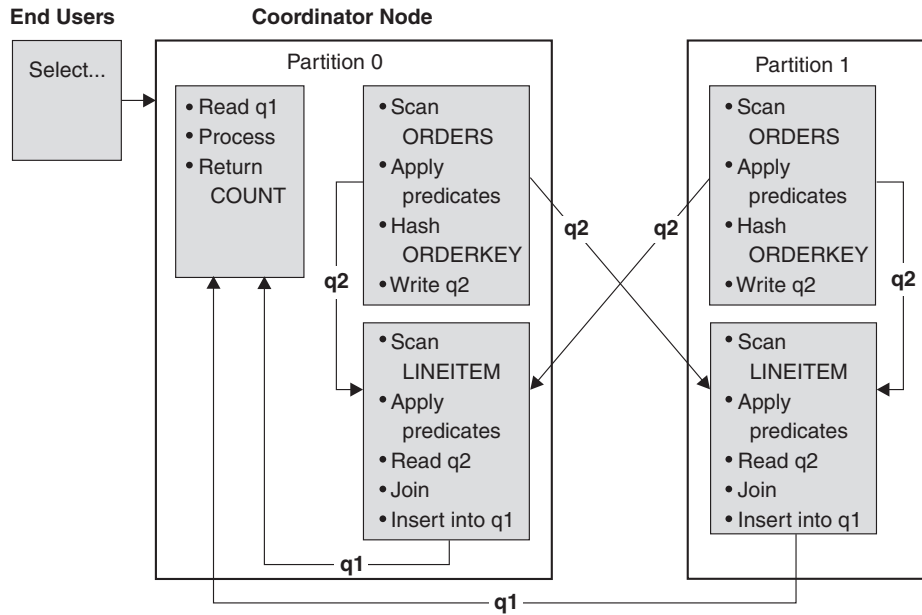 End Users
Coordinator Node
Select...
Partition 0
• Read q1
• Process
• Return
COUNT
• Scan
ORDERS
• Apply
predicates
• Hash
ORDERKEY
• Write q2
q2
• Scan
LINEITEM
• Apply
predicates
• Read q2
• Join
• Insert into q1
q1
q2
q2
Partition 1
• Scan
ORDERS
• Apply
predicates
• Hash
ORDERKEY
• Write q2
q2
• Scan
LINEITEM
• Apply
predicates
• Read q2
• Join
• Insert into q1
q1